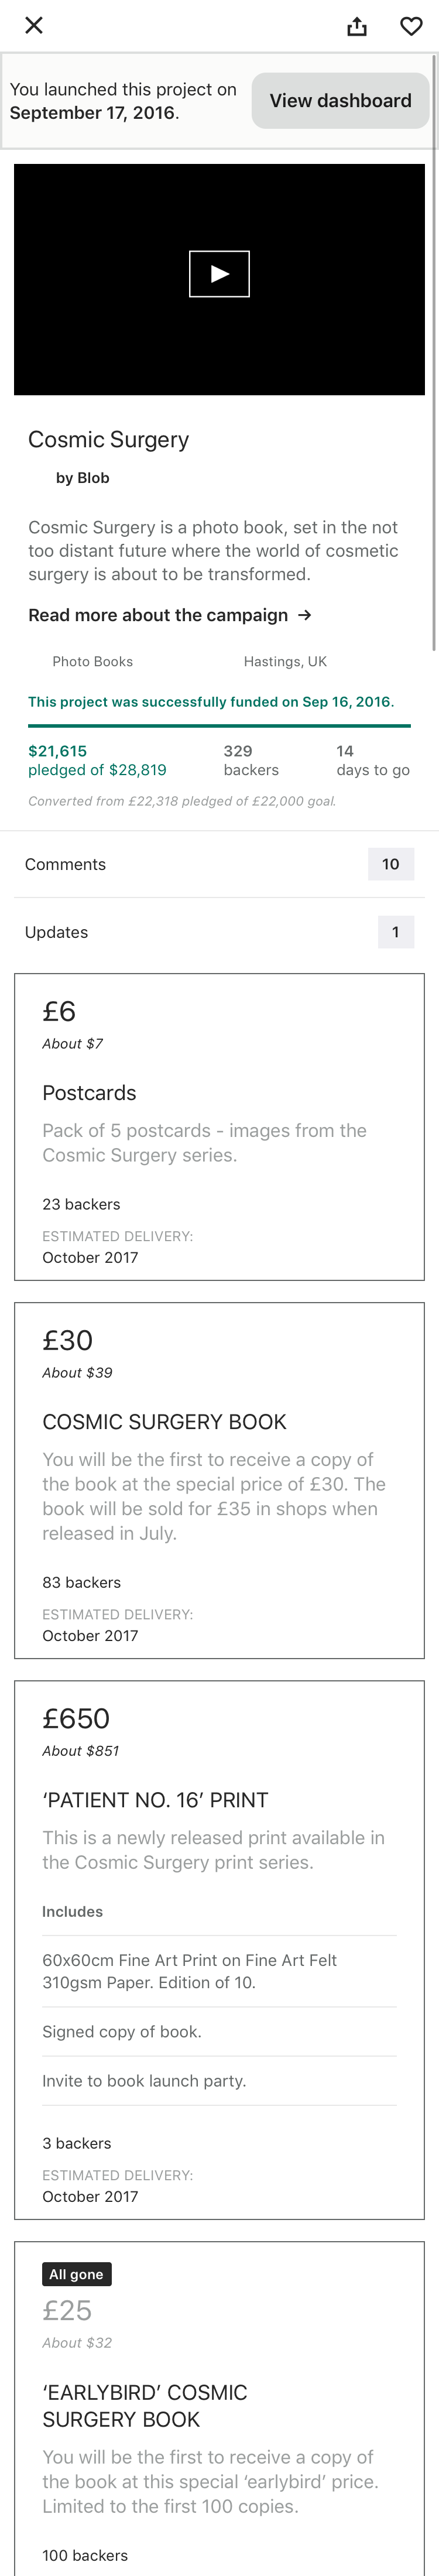 You launched this project on
September 17, 2016.
View dashboard
Cosmic Surgery
by Blob
Cosmic Surgery is a photo book, set in the not
too distant future where the world of cosmetic
surgery is about to be transformed.
Read more about the campaign →
Photo Books
Hastings, UK
This project was successfully funded on Sep 16, 2016.
$21,615
pledged of $28,819
329
backers
14
days to go
Converted from £22,318 pledged of £22,000 goal.
Comments
10
Updates
1
£6
About $7
Postcards
Pack of 5 postcards - images from the
Cosmic Surgery series.
23 backers
ESTIMATED DELIVERY:
October 2017
£30
About $39
COSMIC SURGERY BOOK
You will be the first to receive a copy of
the book at the special price of £30. The
book will be sold for £35 in shops when
released in July.
83 backers
ESTIMATED DELIVERY:
October 2017
£650
About $851
‘PATIENT NO. 16’ PRINT
This is a newly released print available in
the Cosmic Surgery print series.
Includes
60x60cm Fine Art Print on Fine Art Felt
310gsm Paper. Edition of 10.
Signed copy of book.
Invite to book launch party.
3 backers
ESTIMATED DELIVERY:
October 2017
All gone
£25
About $32
‘EARLYBIRD’ COSMIC
SURGERY BOOK
You will be the first to receive a copy of
the book at this special ‘earlybird’ price.
Limited to the first 100 copies.
100 backers